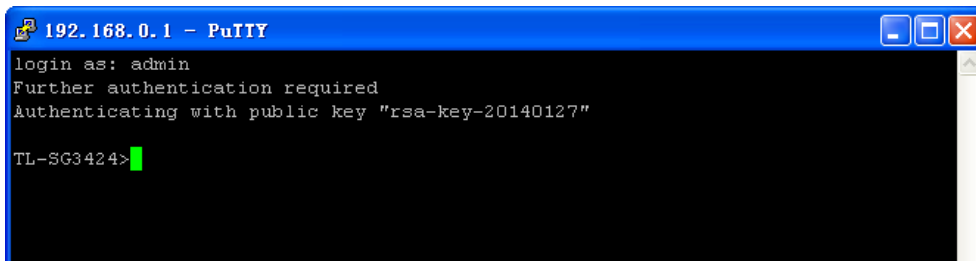 192.168.0.1 - PuTTY
login as: admin
Further authentication required
Authenticating with public key "rsa-key-20140127"
TL-SG3424>